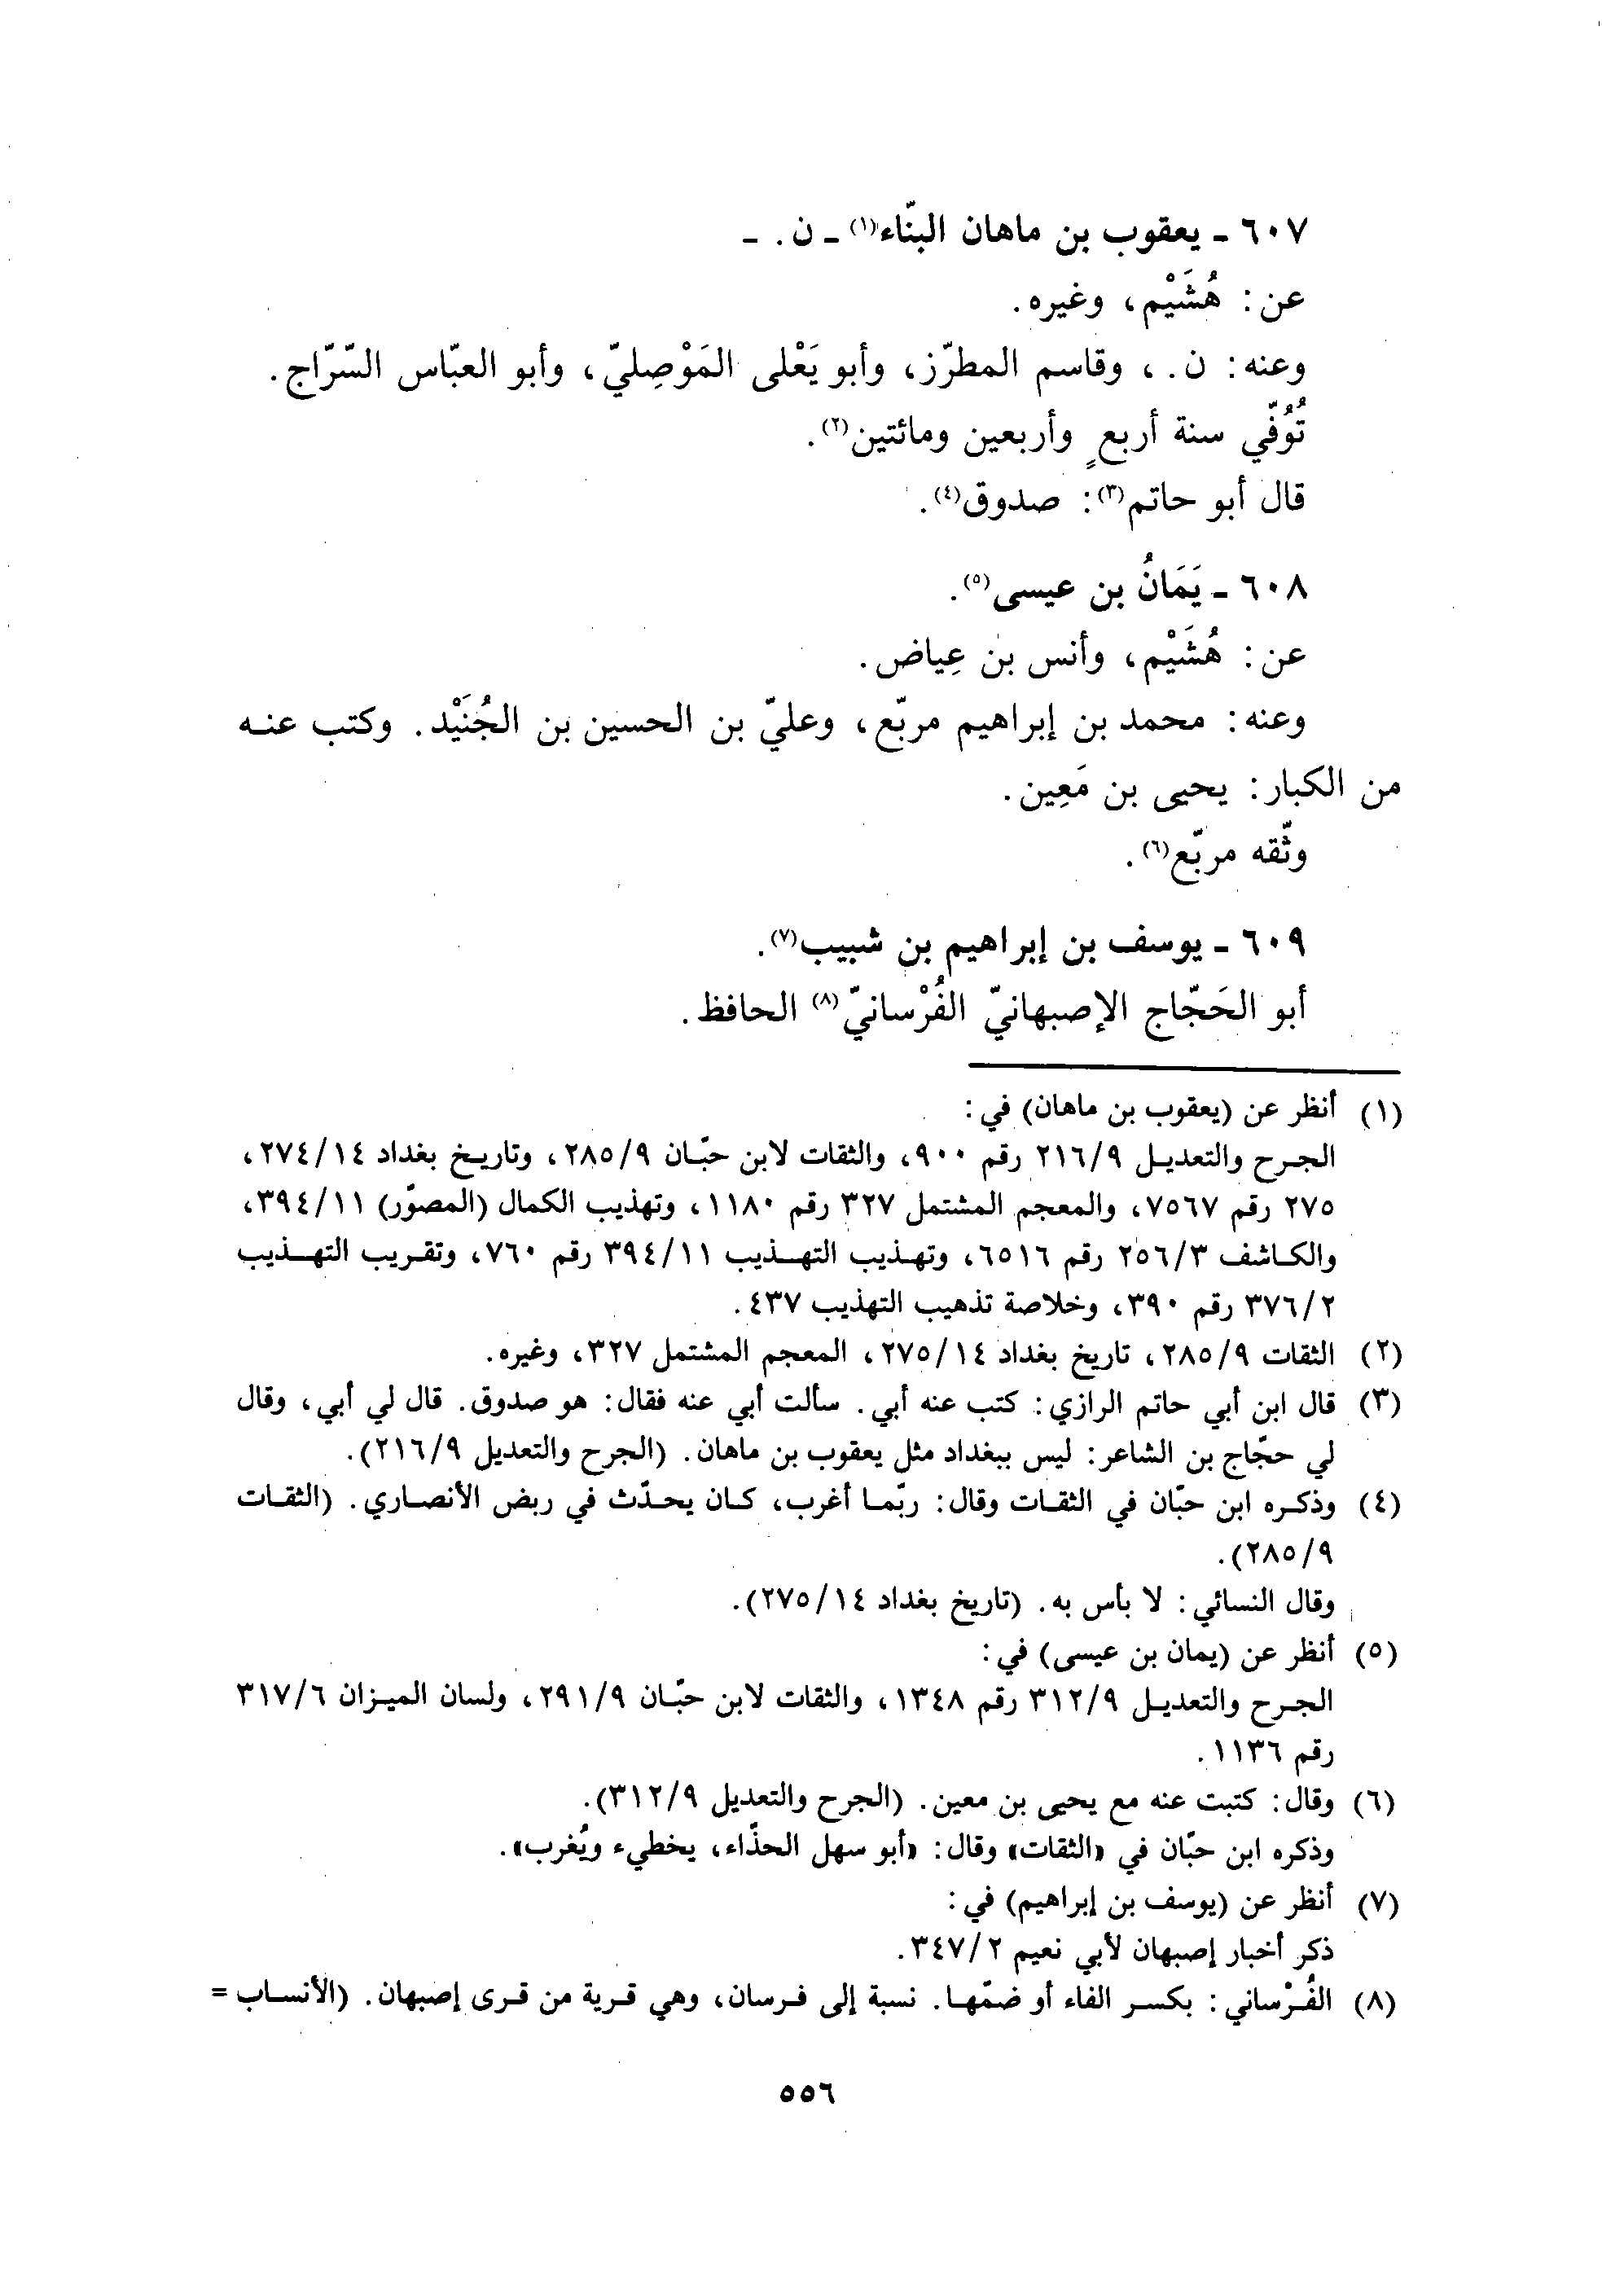 ٦٠٧ - يعقوب بن ماهان البنّاء(١) - ن. -
عن: هُشَيْم، وغيره.
وعنه: ن. ، وقاسم المطرّز، وأبو يَعْلى المَوْصِليّ، وأبو العبّاس السّرّاج.
تُوُفّي سنة أربعٍ وأربعين ومائتين(٢).
قال أبو حاتم(٣): صدوق(٤).
٦٠٨ - يَمَانُ بن عيسى(٥).
عن: هُشَيْم، وأنس بن عِياض.
وعنه: محمد بن إبراهيم مربّع، وعليّ بن الحسين بن الجُنَيْد. وكتب عنه
من الكبار: يحيى بن مَعِين.
وثّقه مربّع(٦).
٦٠٩ - يوسف بن إبراهيم بن شبيب(٧).
أبو الحَجّاج الإصبهانيّ الفُرْسانيّ(٨) الحافظ.
(١) أنظر عن (يعقوب بن ماهان) في:
الجرح والتعديل ٢١٦/٩ رقم ٩٠٠، والثقات لابن حبّان ٢٨٥/٩، وتاريخ بغداد ٢٧٤/١٤،
٢٧٥ رقم ٧٥٦٧، والمعجم المشتمل ٣٢٧ رقم ١١٨٠، وتهذيب الكمال (المصوّر) ٣٩٤/١١،
والكاشف ٢٥٦/٣ رقم ٦٥١٦، وتهذيب التهذيب ٣٩٤/١١ رقم ٧٦٠، وتقريب التهذيب
٣٧٦/٢ رقم ٣٩٠، وخلاصة تذهيب التهذيب ٤٣٧.
(٢) الثقات ٢٨٥/٩، تاريخ بغداد ٢٧٥/١٤، المعجم المشتمل ٣٢٧، وغيره.
(٣) قال ابن أبي حاتم الرازي: كتب عنه أبي. سألت أبي عنه فقال: هو صدوق. قال لي أبي، وقال
لي حجّاج بن الشاعر: ليس ببغداد مثل يعقوب بن ماهان. (الجرح والتعديل ٢١٦/٩).
(٤) وذكره ابن حبّان في الثقات وقال: ربّما أغرب، كان يحدّث في ربض الأنصاري. (الثقات
٢٨٥/٩).
وقال النسائي: لا بأس به. (تاريخ بغداد ٢٧٥/١٤).
(٥) أنظر عن (يمان بن عيسى) في:
الجرح والتعديل ٣١٢/٩ رقم ١٣٤٨، والثقات لابن حبّان ٢٩١/٩، ولسان الميزان ٣١٧/٦
رقم ١١٣٦.
(٦) وقال: كتبت عنه مع يحيى بن معين. (الجرح والتعديل ٣١٢/٩).
وذكره ابن حبّان في «الثقات» وقال: «أبو سهل الحذّاء، يخطيء ويُغرب».
(٧) أنظر عن (يوسف بن إبراهيم) في:
ذكر أخبار إصبهان لأبي نعيم ٣٤٧/٢.
(٨) الفُرْساني: بكسر الفاء أو ضمّها. نسبة إلى فرسان، وهي قرية من قرى إصبهان. (الأنساب =
٥٥٦